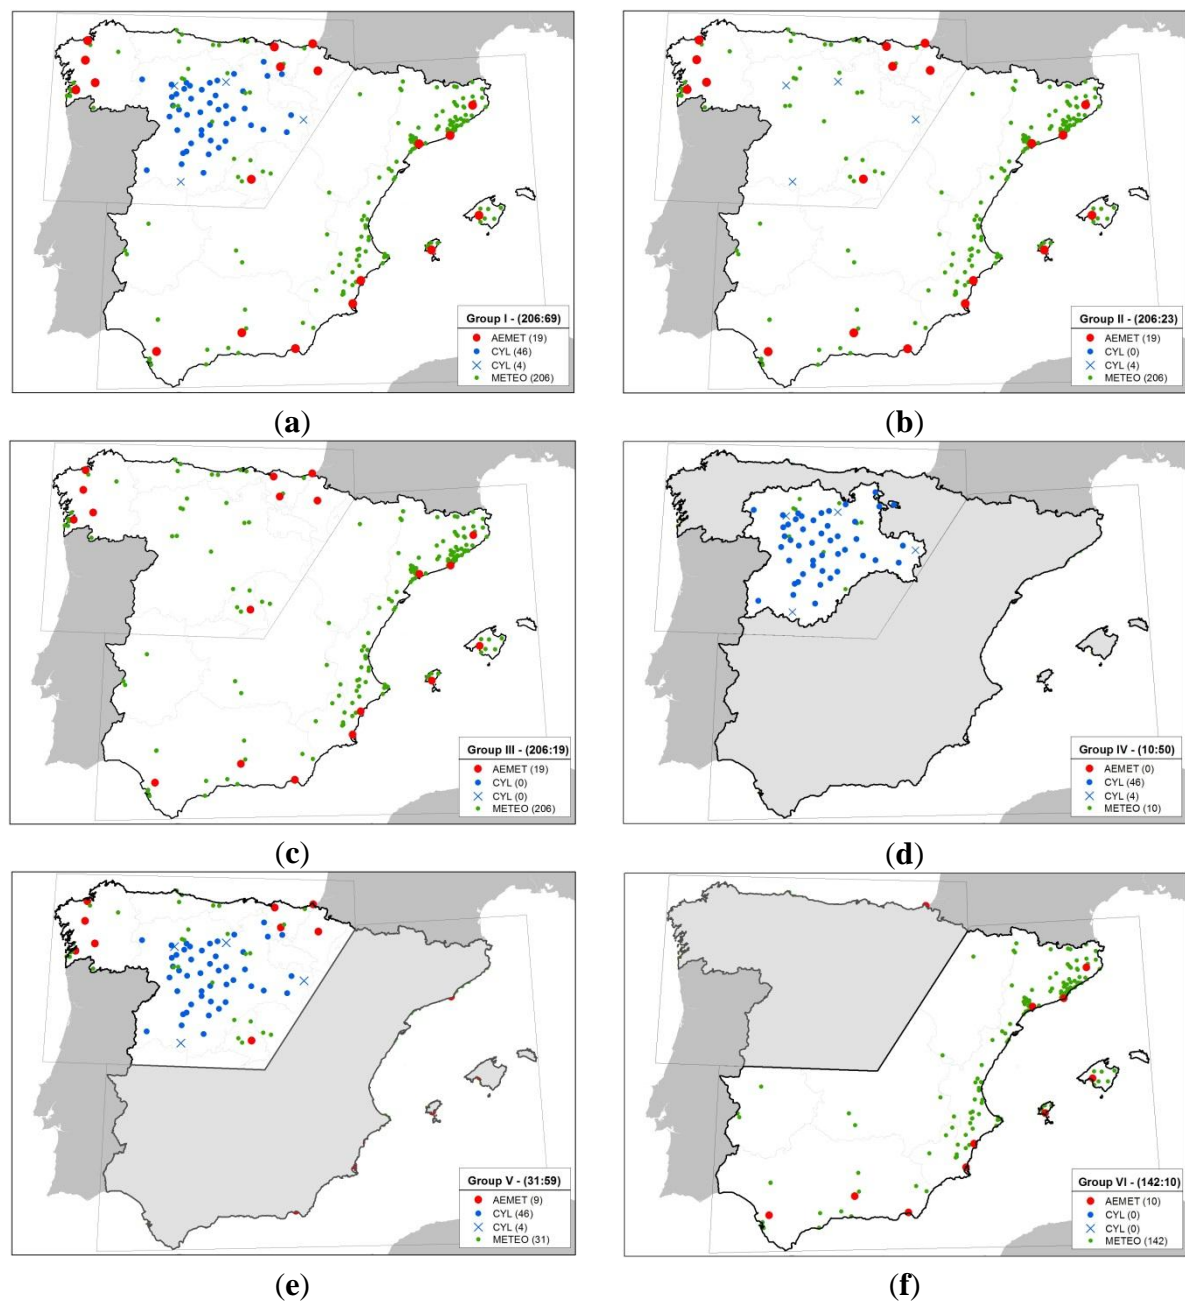 Group I - (206:69)
AEMET (19)
CYL (46)
CYL (4)
METEO (206)
(a)
Group II - (206:23)
AEMET (19)
CYL (0)
CYL (4)
METEO (206)
(b)
Group III - (206:19)
AEMET (19)
CYL (0)
CYL (0)
METEO (206)
(c)
Group IV - (10:50)
AEMET (0)
CYL (46)
CYL (4)
METEO (10)
(d)
Group V - (31:59)
AEMET (9)
CYL (46)
CYL (4)
METEO (31)
(e)
Group VI - (142:10)
AEMET (10)
CYL (0)
CYL (0)
METEO (142)
(f)